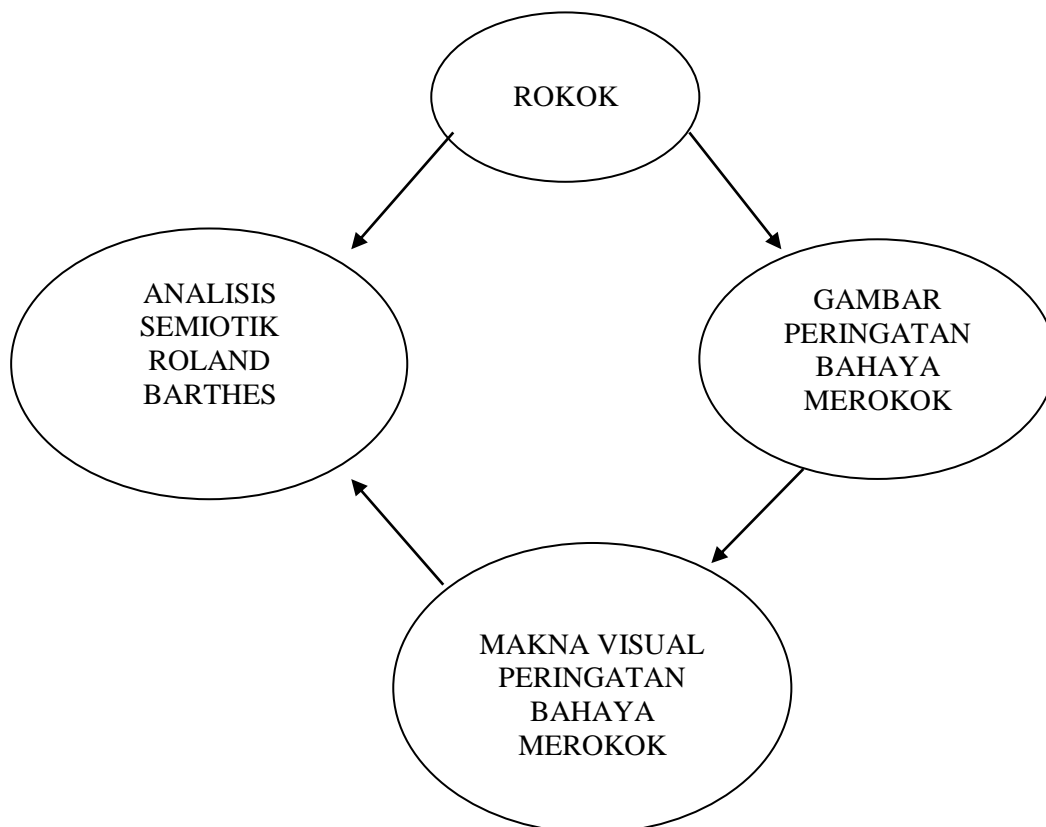 ROKOK
ANALISIS
SEMIOTIK
ROLAND
BARTHES
GAMBAR
PERINGATAN
BAHAYA
MEROKOK
MAKNA VISUAL
PERINGATAN
BAHAYA
MEROKOK